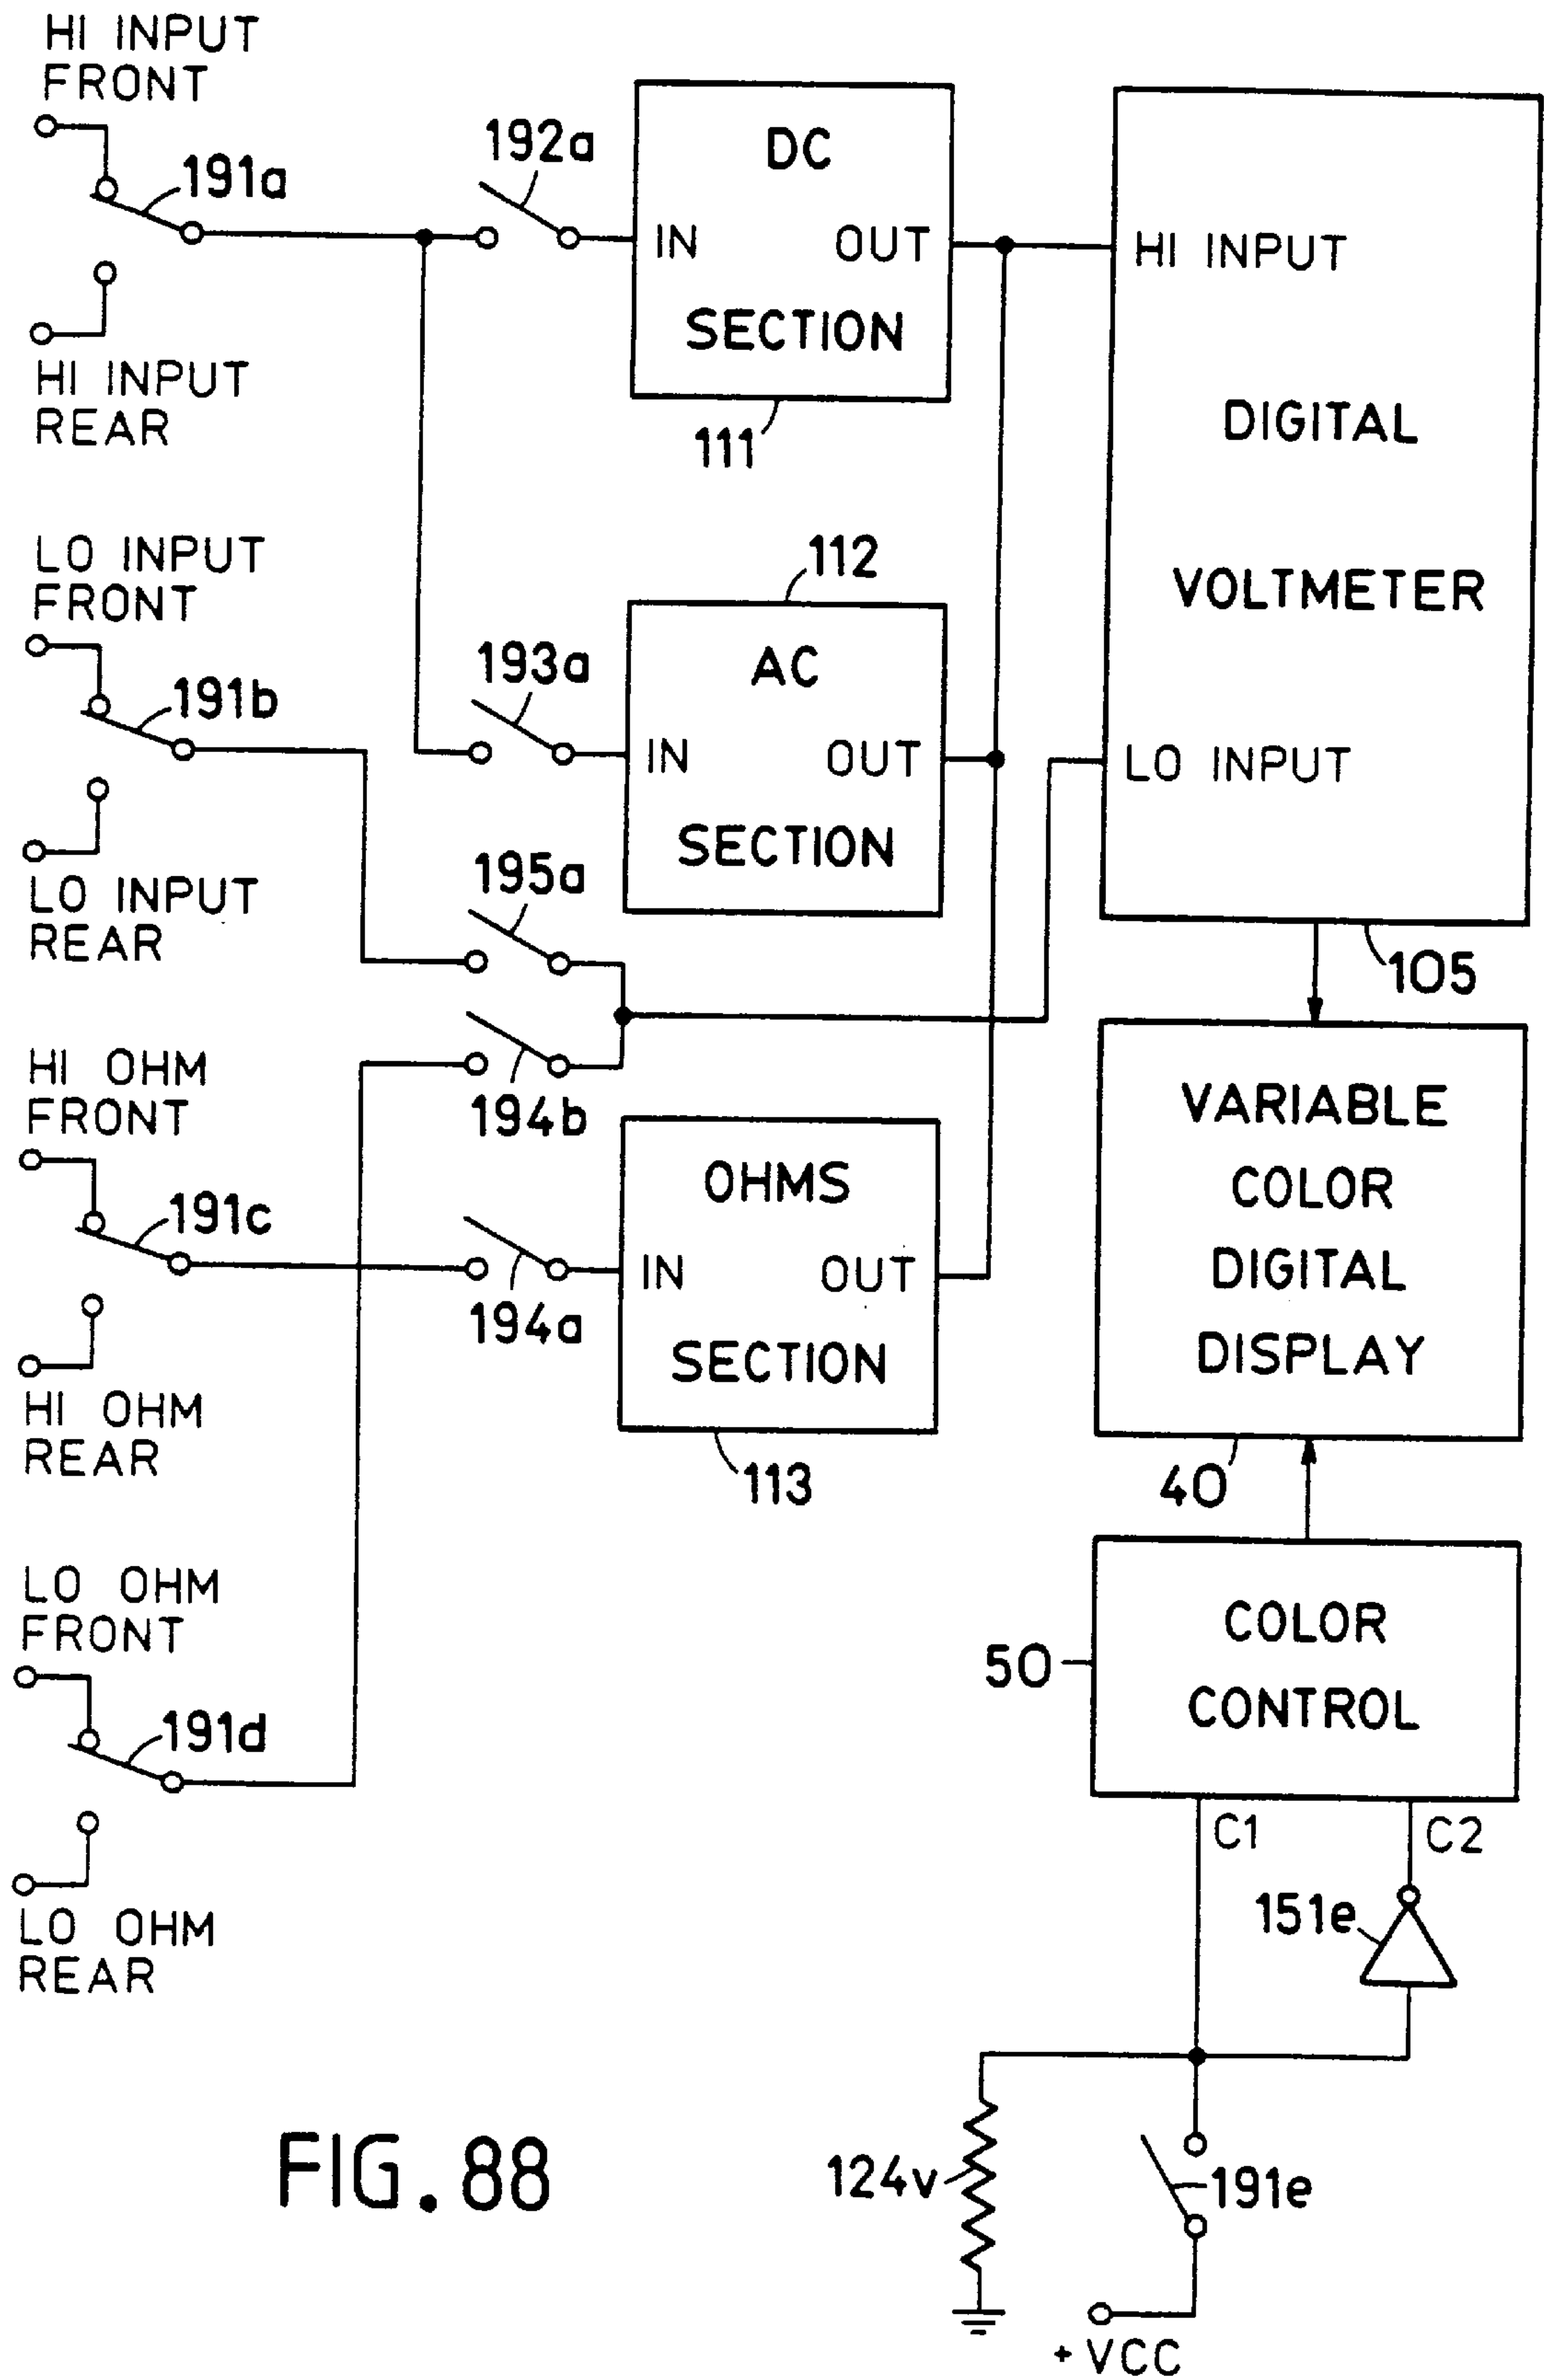 HI INPUT
FRONT
191a
HI INPUT
REAR
192a
DC
IN
OUT
SECTION
111
HI INPUT
DIGITAL
VOLTMETER
LO INPUT
105
LO INPUT
FRONT
191b
LO INPUT
REAR
193a
112
AC
IN
OUT
SECTION
195a
194b
HI OHM
FRONT
191c
HI OHM
REAR
194a
OHMS
IN
OUT
SECTION
113
VARIABLE
COLOR
DIGITAL
DISPLAY
40
LO OHM
FRONT
191d
LO OHM
REAR
50
COLOR
CONTROL
C1
C2
151e
124v
191e
+VCC
FIG. 88